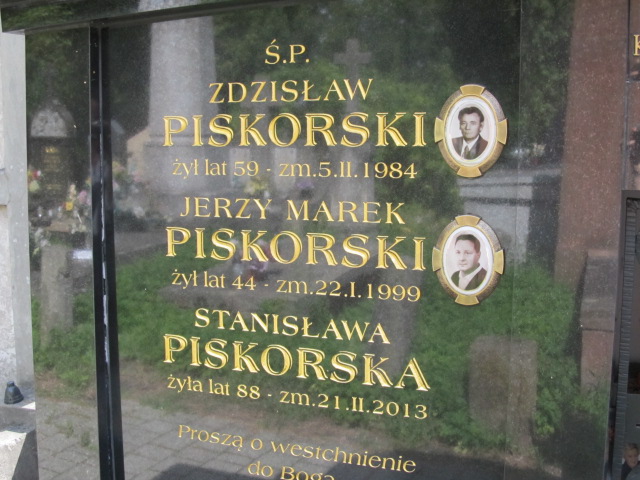 Ś.P.
ZDZISŁAW
PISKORSKI
żył lat 59 - zm.5.II.1984
JERZY MAREK
PISKORSKI
żył lat 44 - zm.22.I.1999
STANISŁAWA
PISKORSKA
żyła lat 88 - zm.21.II.2013
Proszą o westchnienie
do Boga